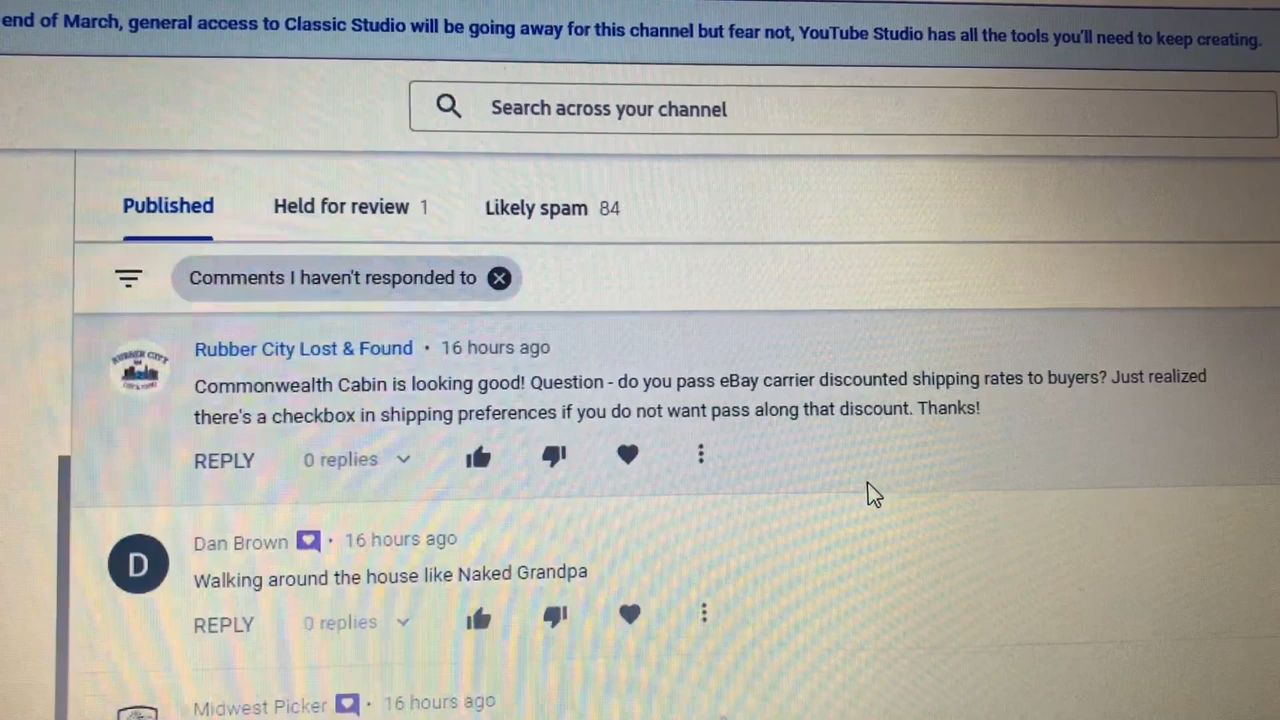 end of March, general access to Classic Studio will be going away for this channel but fear not, YouTube Studio has all the tools you'll need to keep creating.
Search across your channel
Published Held for review 1 Likely spam 84
Comments I haven't responded to
Rubber City Lost & Found • 16 hours ago
RUBBER CITY
Commonwealth Cabin is looking good! Question - do you pass eBay carrier discounted shipping rates to buyers? Just realized
there's a checkbox in shipping preferences if you do not want pass along that discount. Thanks!
REPLY 0 replies
Dan Brown • 16 hours ago
D
Walking around the house like Naked Grandpa
REPLY 0 replies
Midwest Picker • 16 hours ago